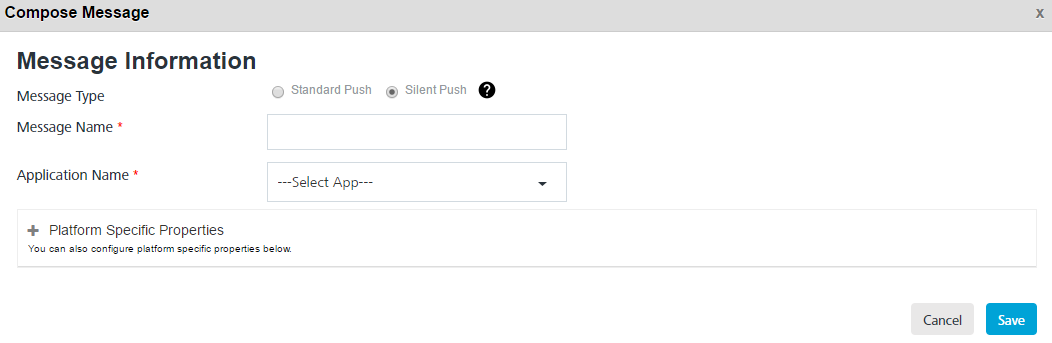 Compose Message x
Message Information
Message Type Standard Push Silent Push ?
Message Name *
Application Name * ---Select App---
Platform Specific Properties
You can also configure platform specific properties below.
Cancel Save